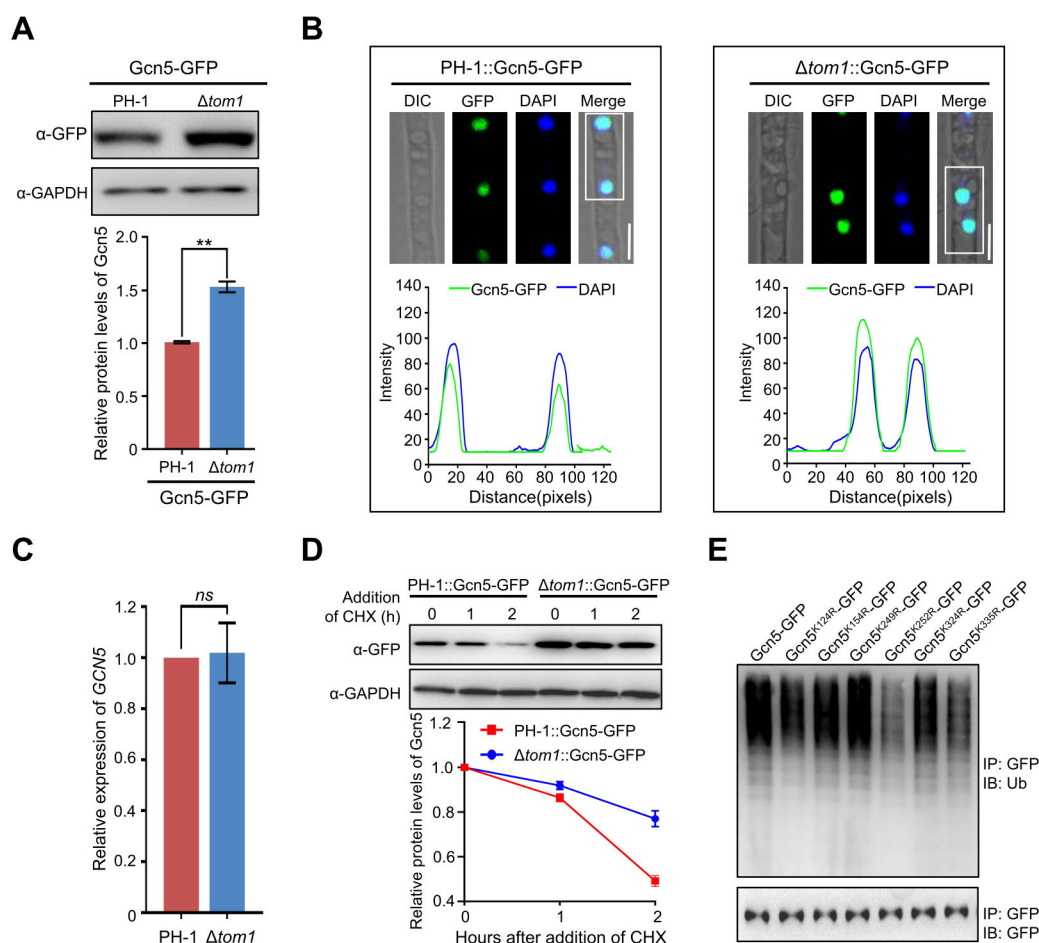 A
Gcn5-GFP
PH-1 Δtom1
α-GFP
α-GAPDH
Relative protein levels of Gcn5
2.0
1.5
1.0
0.5
0
**
PH-1 Δtom1
Gcn5-GFP
B
PH-1::Gcn5-GFP
DIC GFP DAPI Merge
Gcn5-GFP DAPI
Intensity
140
120
100
80
60
40
20
0
0 20 40 60 80 100 120
Distance(pixels)
Δtom1::Gcn5-GFP
DIC GFP DAPI Merge
Gcn5-GFP DAPI
Intensity
140
120
100
80
60
40
20
0
0 20 40 60 80 100 120
Distance(pixels)
C
Relative expression of GCN5
1.2
1.0
0.8
0.6
0.4
0.2
0
ns
PH-1 Δtom1
D
PH-1::Gcn5-GFP Δtom1::Gcn5-GFP
Addition
of CHX (h)
0 1 2 0 1 2
α-GFP
α-GAPDH
Relative protein levels of Gcn5
1.2
1.0
0.8
0.6
0.4
PH-1::Gcn5-GFP
Δtom1::Gcn5-GFP
0 1 2
Hours after addition of CHX
E
Gcn5-GFP
Gcn5K124R-GFP
Gcn5K154R-GFP
Gcn5K249R-GFP
Gcn5K252R-GFP
Gcn5K324R-GFP
Gcn5K335R-GFP
IP: GFP
IB: Ub
IP: GFP
IB: GFP